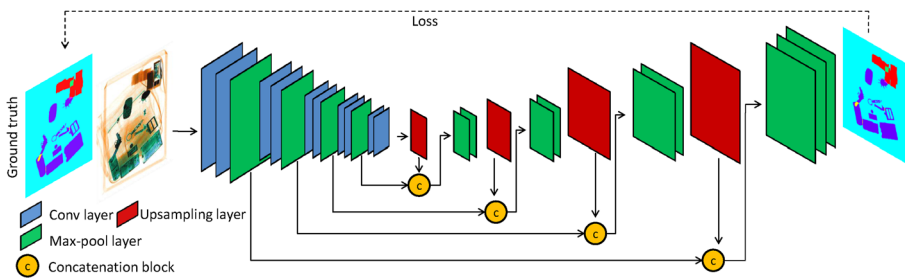 Loss
Ground truth
Conv layer
Upsampling layer
Max-pool layer
c Concatenation block
c
c
c
c